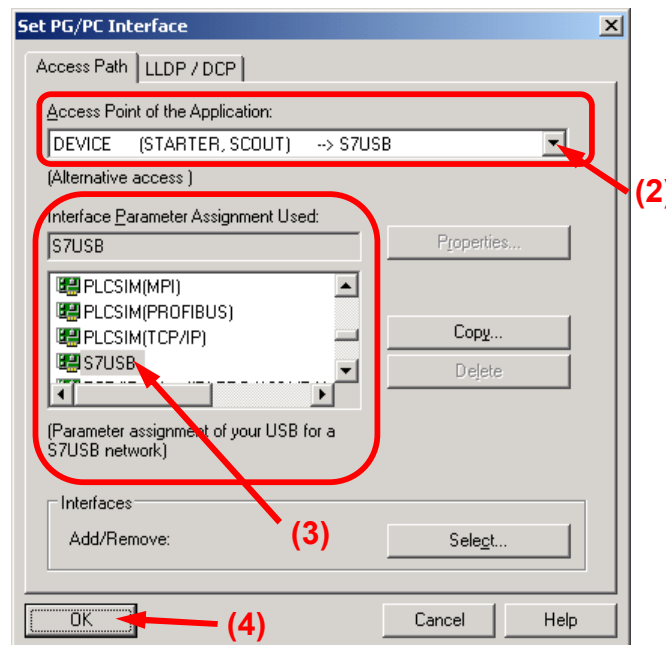 Set PG/PC Interface
Access Path
LLDP / DCP
Access Point of the Application:
DEVICE (STARTER, SCOUT) --> S7USB
(2)
(Alternative access )
Interface Parameter Assignment Used:
S7USB
Properties...
PLCSIM(MPI)
PLCSIM(PROFIBUS)
PLCSIM(TCP/IP)
S7USB
Copy...
Delete
(Parameter assignment of your USB for a
S7USB network)
Interfaces
Add/Remove:
(3)
Select...
OK
(4)
Cancel
Help